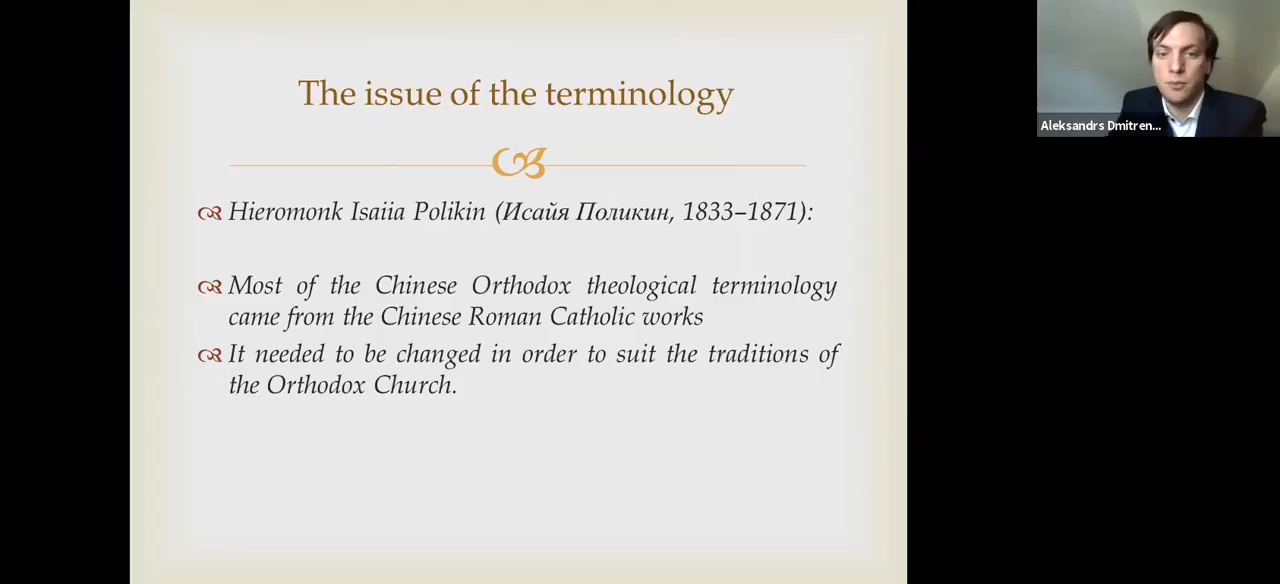 The issue of the terminology
Hieromonk Isaiia Polikin (Исайя Поликин, 1833–1871):
Most of the Chinese Orthodox theological terminology
came from the Chinese Roman Catholic works
It needed to be changed in order to suit the traditions of
the Orthodox Church.
Aleksandrs Dmitren...